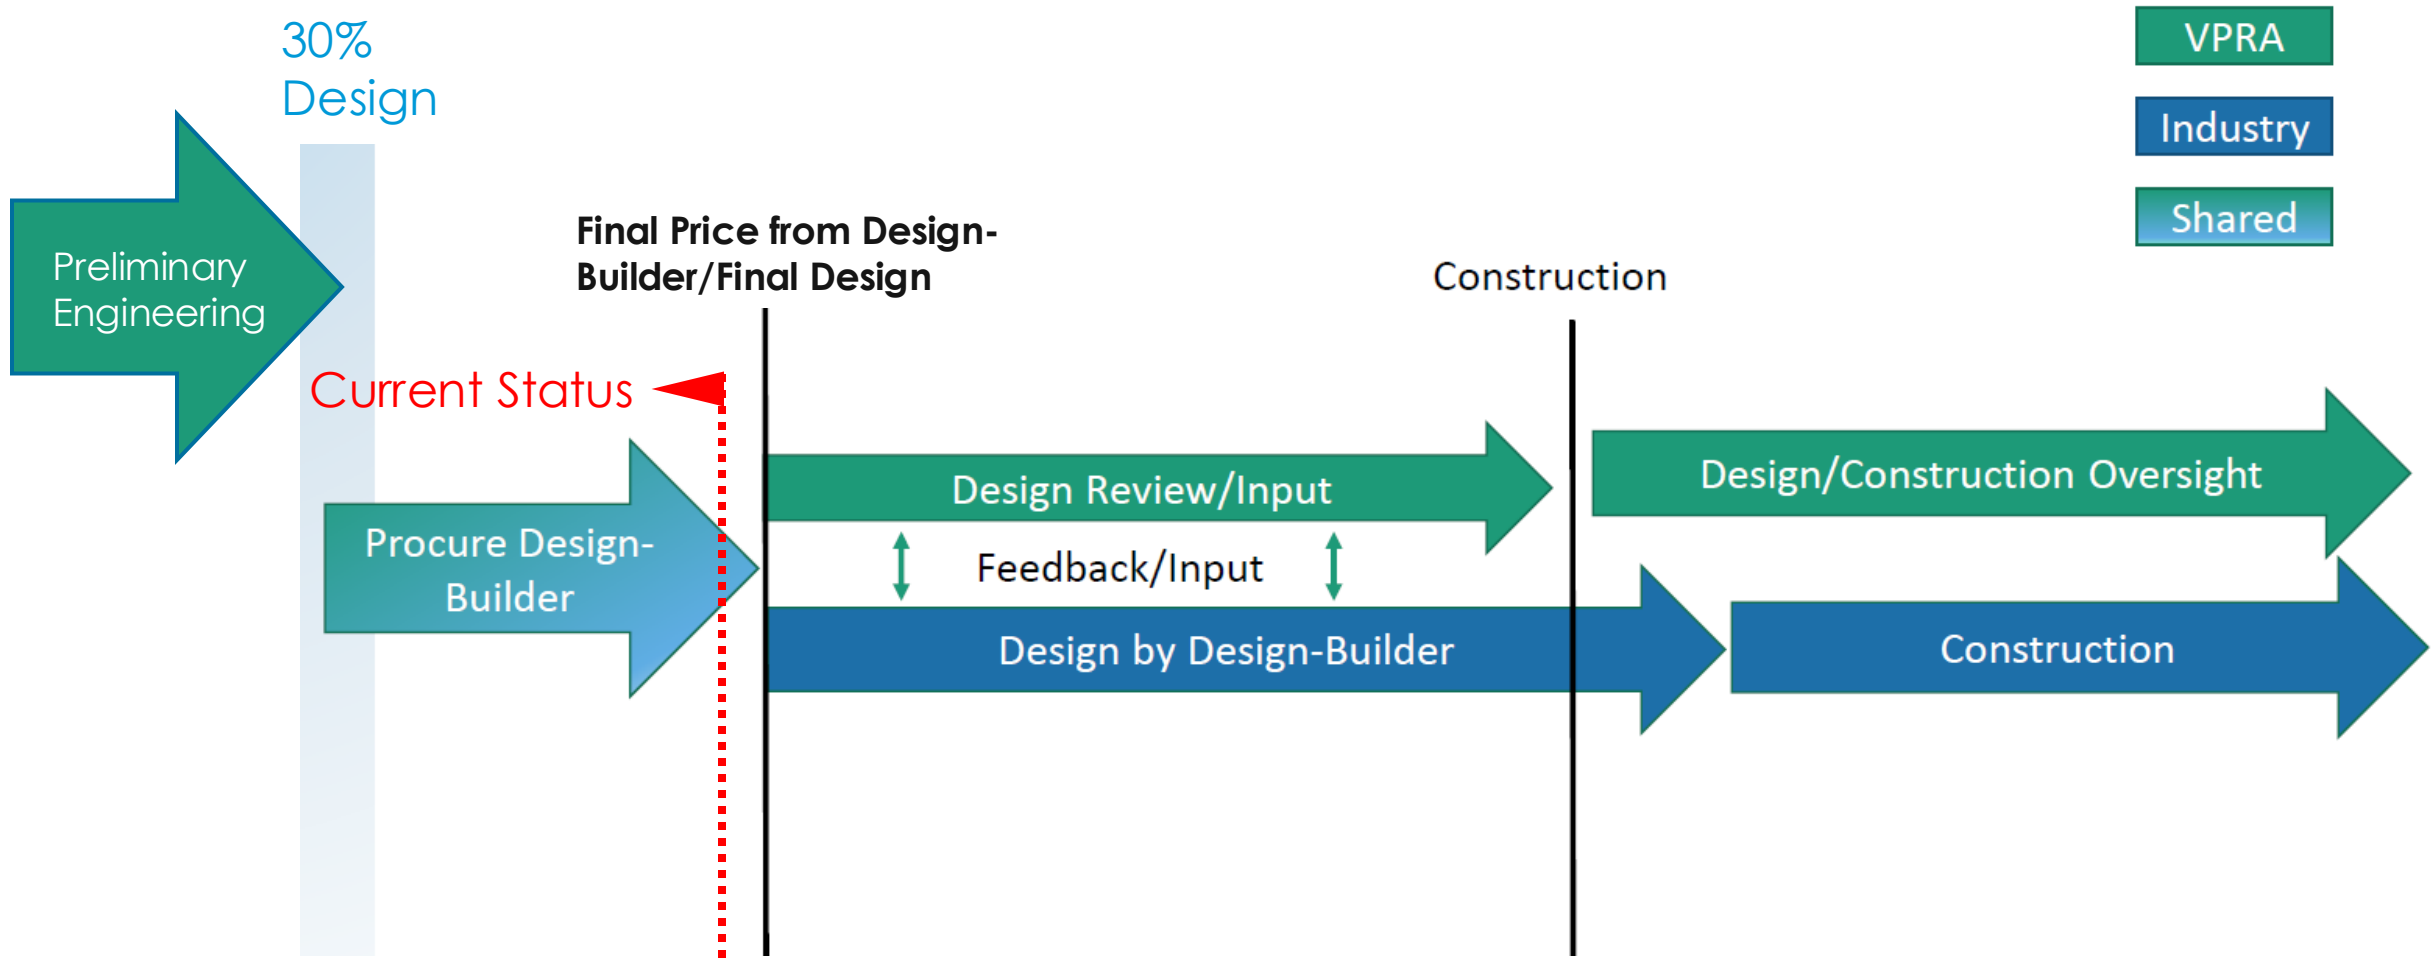 30%
Design
VPRA
Industry
Shared
Preliminary
Engineering
Final Price from Design-
Builder/Final Design
Construction
Current Status
Procure Design-
Builder
Design Review/Input
Design/Construction Oversight
Feedback/Input
Design by Design-Builder
Construction